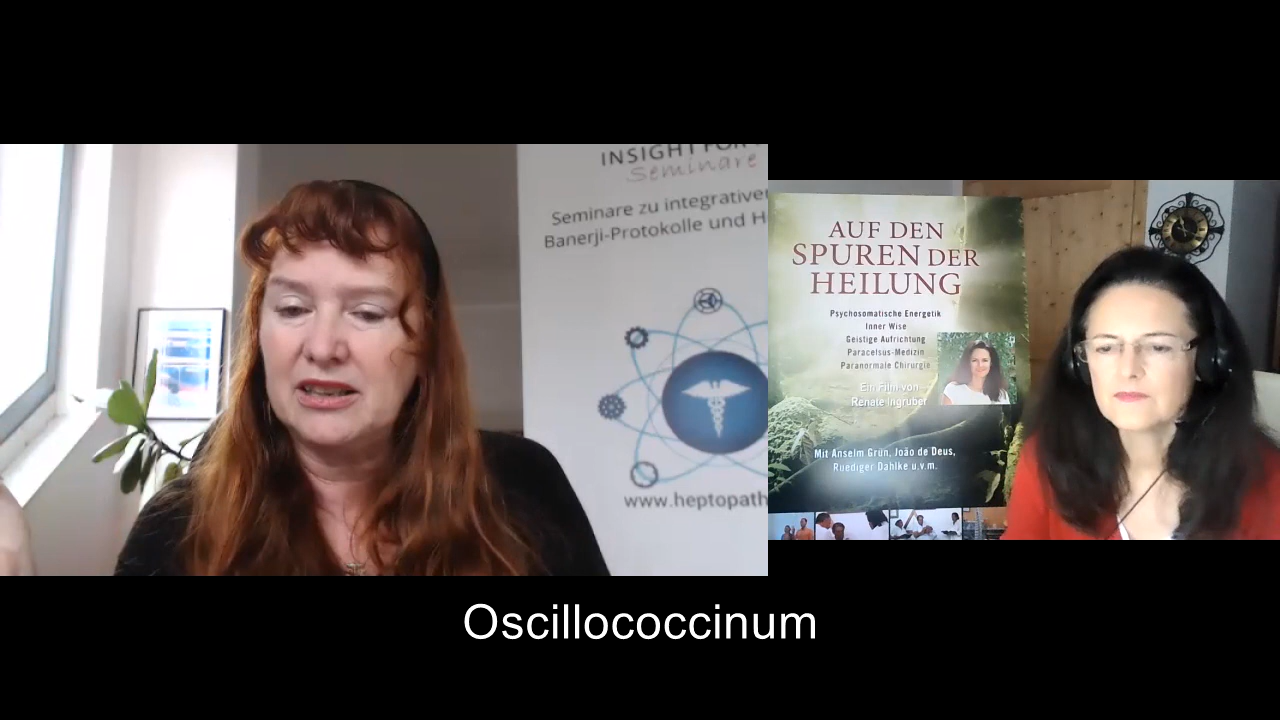 INSIGHT FOR
Seminare
Seminare zu integrative
Banerji-Protokolle und H
www.heptopath
AUF DEN
SPUREN DER
HEILUNG
Psychosomatische Energetik
Inner Wise
Geistige Aufrichtung
Paracelsus-Medizin
Paranormale Chirurgie
Ein Film von
Renate Ingruber
Mit Anselm Grün, João de Deus,
Ruediger Dahlke u.v.m.
Oscillococcinum